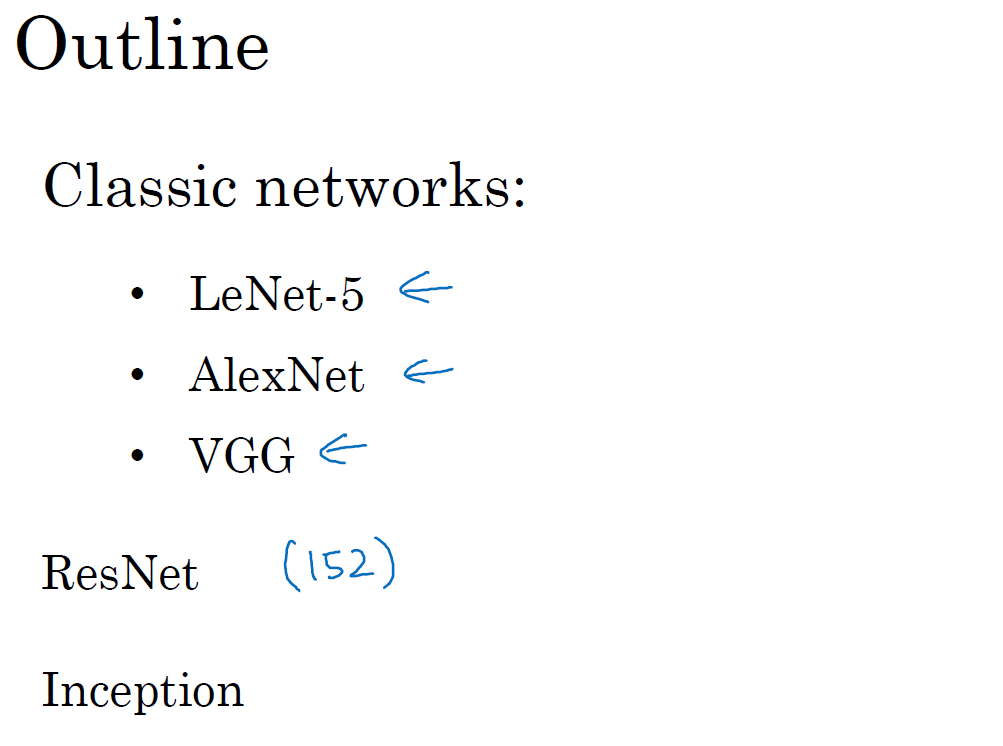 Outline
Classic networks:
• LeNet-5 ←
• AlexNet ←
• VGG ←
ResNet (152)
Inception